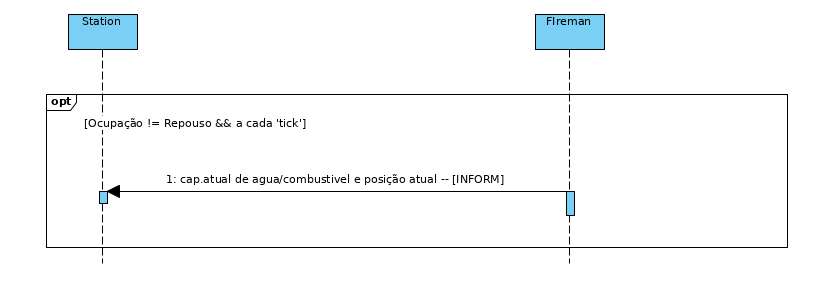 Station
FIreman
opt
[Ocupação != Repouso && a cada 'tick']
1: cap.atual de agua/combustivel e posição atual -- [INFORM]